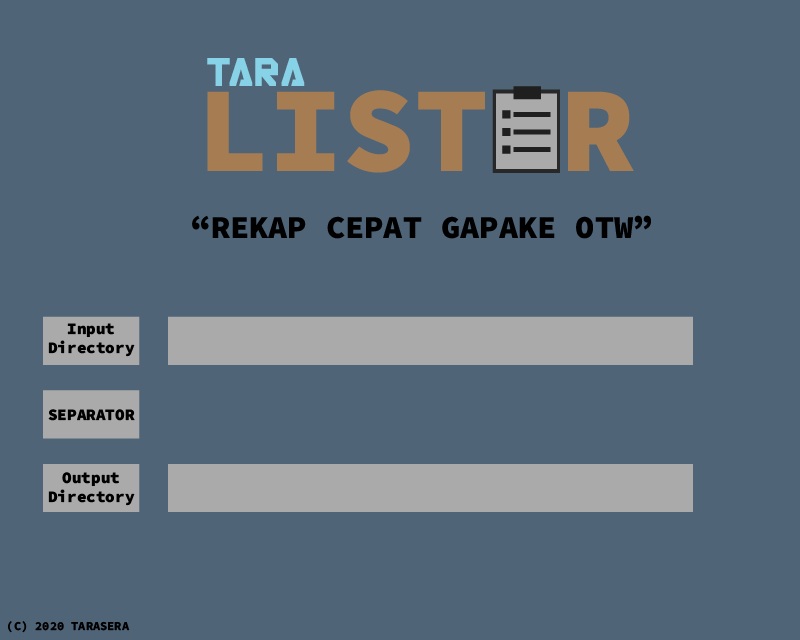 TARA
LISTER
“REKAP CEPAT GAPAKE OTW”
Input
Directory
SEPARATOR
Output
Directory
(C) 2020 TARASERA